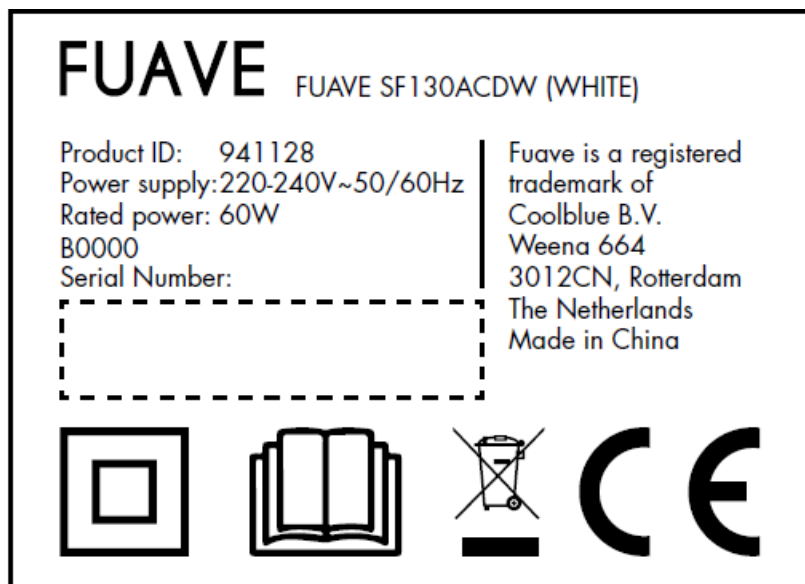 FUAVE FUAVE SF130ACDW (WHITE)
Product ID: 941128
Power supply:220-240V~50/60Hz
Rated power: 60W
B0000
Serial Number:
Fuave is a registered
trademark of
Coolblue B.V.
Weena 664
3012CN, Rotterdam
The Netherlands
Made in China
CE